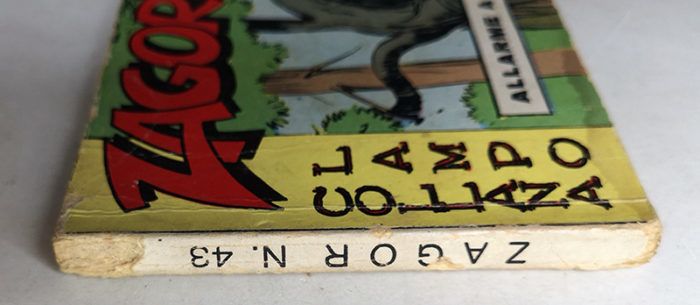 ZAGOR
ALLARME A
COLLANA
LAMPO
ZAGOR N. 43